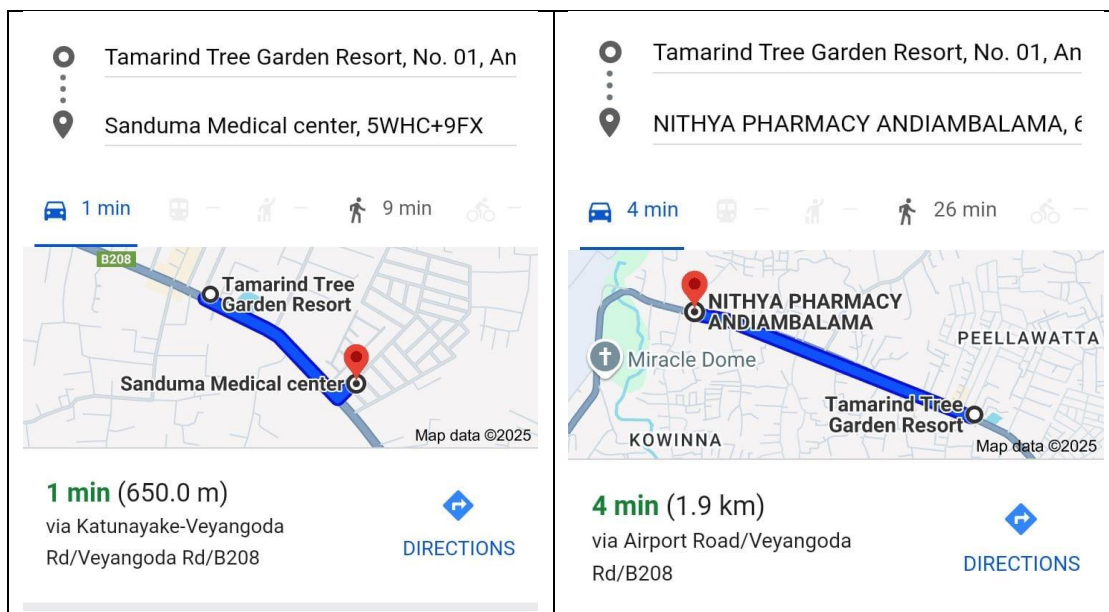 Tamarind Tree Garden Resort, No. 01, An
Sanduma Medical center, 5WHC+9FX
1 min
9 min
B208
Tamarind Tree
Garden Resort
Sanduma Medical center
Map data ©2025
1 min (650.0 m)
via Katunayake-Veyangoda
Rd/Veyangoda Rd/B208
DIRECTIONS
Tamarind Tree Garden Resort, No. 01, An
NITHYA PHARMACY ANDIAMBALAMA, 6
4 min
26 min
NITHYA PHARMACY
ANDIAMBALAMA
PEELLAWATTA
Miracle Dome
Tamarind Tree
Garden Resort
KOWINNA
Map data ©2025
4 min (1.9 km)
via Airport Road/Veyangoda
Rd/B208
DIRECTIONS